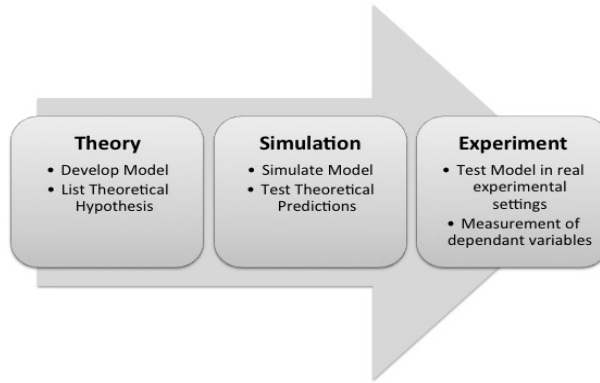 Theory
• Develop Model
• List Theoretical
Hypothesis
Simulation
• Simulate Model
• Test Theoretical
Predictions
Experiment
• Test Model in real
experimental
settings
• Measurement of
dependant variables